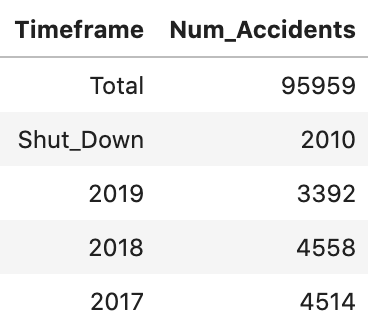 Timeframe Num_Accidents
Total 95959
Shut_Down 2010
2019 3392
2018 4558
2017 4514